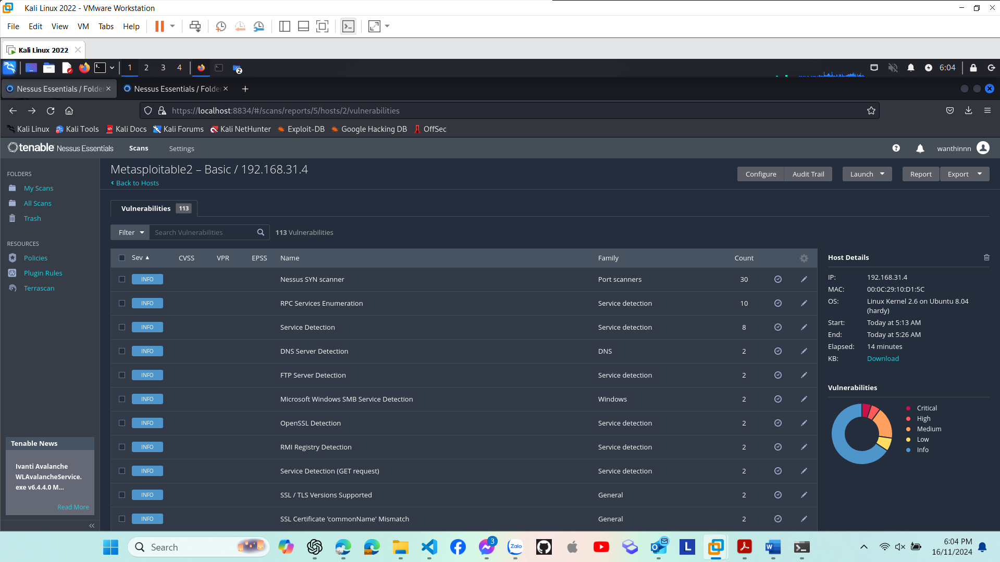 Kali Linux 2022 - VMware Workstation
File Edit View VM Tabs Help
Kali Linux 2022
1 2 3 4 2 6:04
Nessus Essentials / Folde Nessus Essentials / Folde
https://localhost:8834/#/scans/reports/5/hosts/2/vulnerabilities
Kali Linux Kali Tools Kali Docs Kali Forums Kali NetHunter Exploit-DB Google Hacking DB OffSec
tenable Nessus Essentials Scans Settings wanthinnn
FOLDERS
My Scans
All Scans
Trash
RESOURCES
Policies
Plugin Rules
Terrascan
Tenable News
Ivanti Avalanche
WLAvalancheService.
exe v6.4.4.0 M...
Read More
Metasploitable2 – Basic / 192.168.31.4
Back to Hosts
Configure Audit Trail Launch Report Export
Vulnerabilities 113
Filter Search Vulnerabilities 113 Vulnerabilities
Sev CVSS VPR EPSS Name Family Count
INFO Nessus SYN scanner Port scanners 30
INFO RPC Services Enumeration Service detection 10
INFO Service Detection Service detection 8
INFO DNS Server Detection DNS 2
INFO FTP Server Detection Service detection 2
INFO Microsoft Windows SMB Service Detection Windows 2
INFO OpenSSL Detection Service detection 2
INFO RMI Registry Detection Service detection 2
INFO Service Detection (GET request) Service detection 2
INFO SSL / TLS Versions Supported General 2
INFO SSL Certificate 'commonName' Mismatch General 2
Host Details
IP: 192.168.31.4
MAC: 00:0C:29:10:D1:5C
OS: Linux Kernel 2.6 on Ubuntu 8.04
(hardy)
Start: Today at 5:13 AM
End: Today at 5:26 AM
Elapsed: 14 minutes
KB: Download
Vulnerabilities
Critical
High
Medium
Low
Info
Search 3 Zalo L 6:04 PM
16/11/2024